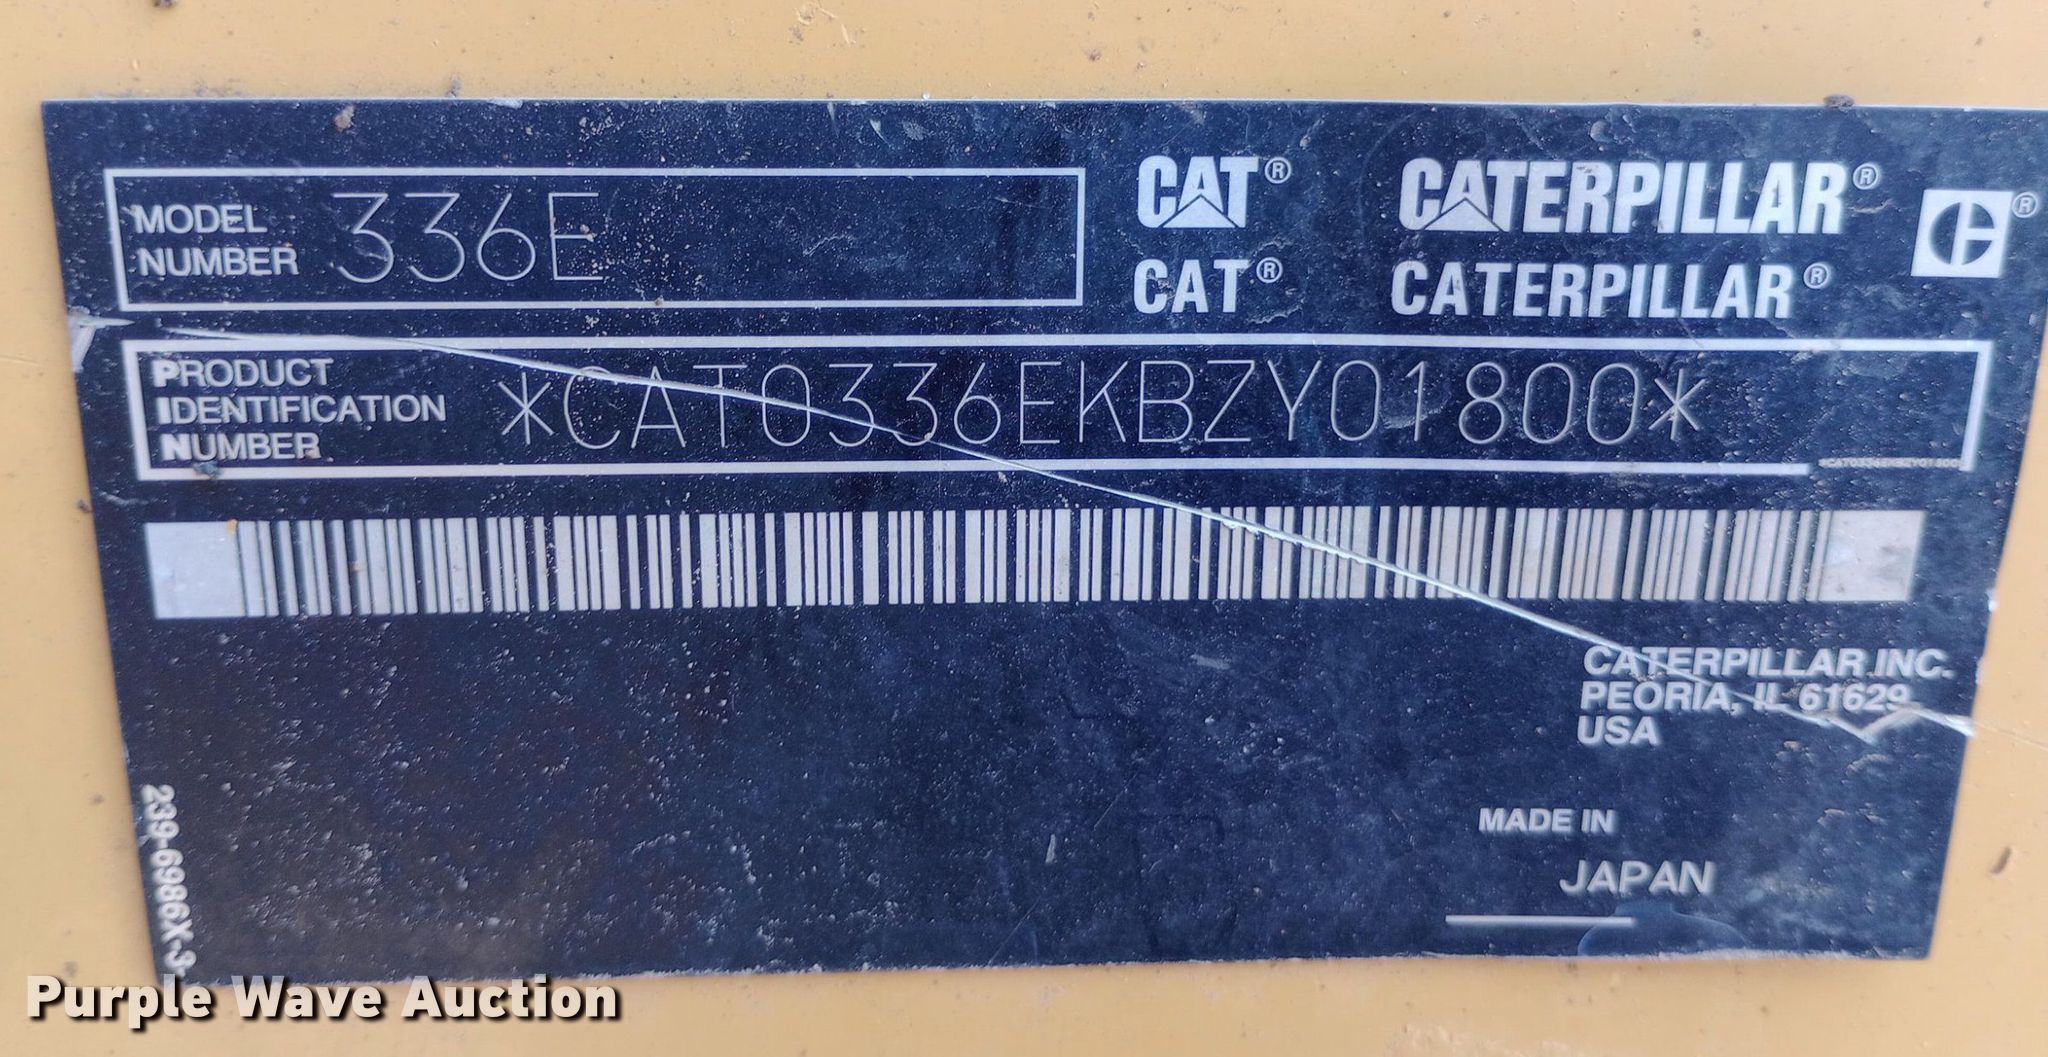 MODEL NUMBER 336E
CAT® CATERPILLAR® ®
CAT® CATERPILLAR®
PRODUCT IDENTIFICATION NUMBER *CAT0336EKBZY01800*
CATERPILLAR INC.
PEORIA, IL 61629
USA
MADE IN
JAPAN
239-6986X-3
Purple Wave Auction